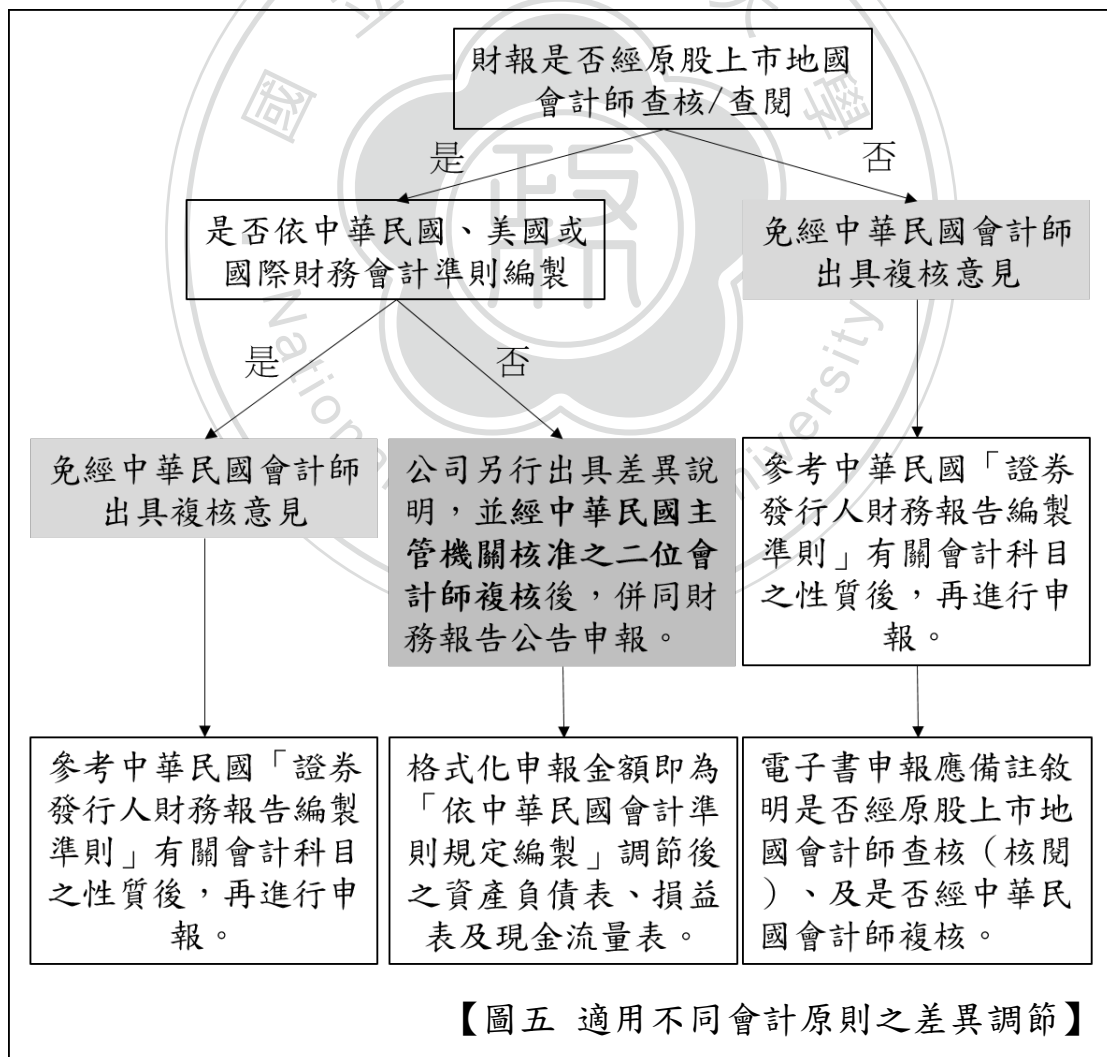 財報是否經原股上市地國
會計師查核/查閱
是
否
是否依中華民國、美國或
國際財務會計準則編製
免經中華民國會計師
出具複核意見
是
否
免經中華民國會計師
出具複核意見
公司另行出具差異說
明，並經中華民國主
管機關核准之二位會
計師複核後，併同財
務報告公告申報。
參考中華民國「證券
發行人財務報告編製
準則」有關會計科目
之性質後，再進行申
報。
參考中華民國「證券
發行人財務報告編製
準則」有關會計科目
之性質後，再進行申
報。
格式化申報金額即為
「依中華民國會計準
則規定編製」調節後
之資產負債表、損益
表及現金流量表。
電子書申報應備註敘
明是否經原股上市地
國會計師查核（核閱
）、及是否經中華民
國會計師複核。
【圖五 適用不同會計原則之差異調節】